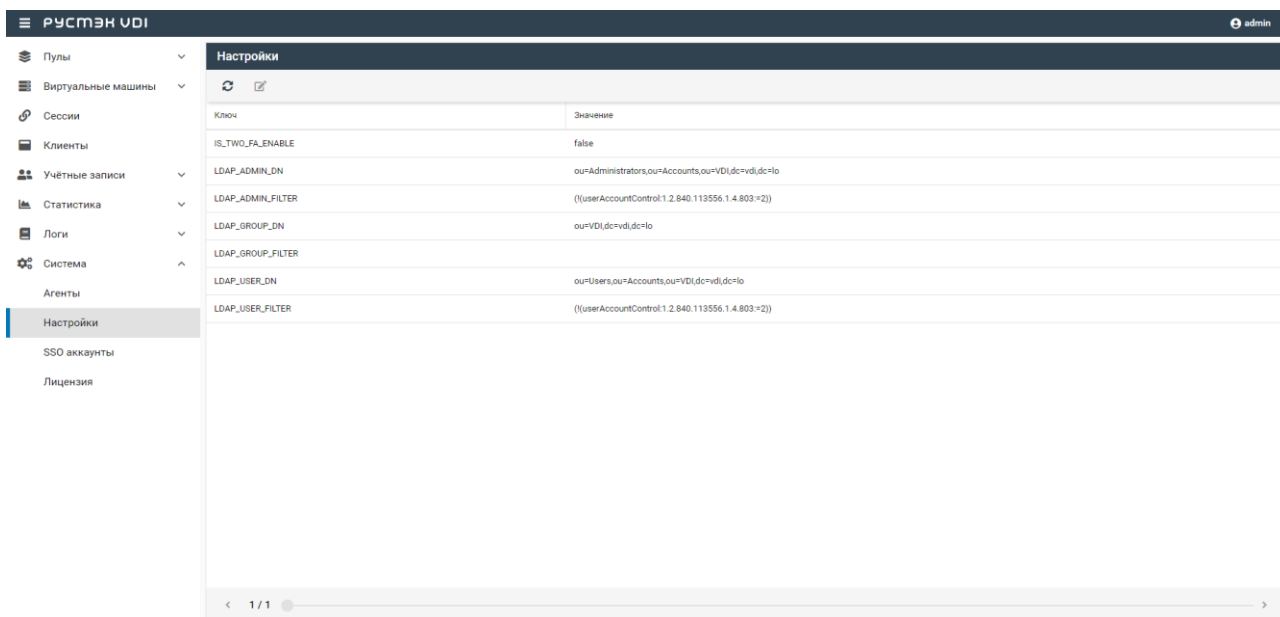 РУСТЭК VDI
admin
Пулы
Виртуальные машины
Сессии
Клиенты
Учётные записи
Статистика
Логи
Система
Агенты
Настройки
SSO аккаунты
Лицензия
Настройки
Ключ Значение
IS_TWO_FA_ENABLE false
LDAP_ADMIN_DN ou=Administrators,ou=Accounts,ou=VDI,dc=vdi,dc=lo
LDAP_ADMIN_FILTER (!(userAccountControl:1.2.840.113556.1.4.803:=2))
LDAP_GROUP_DN ou=VDI,dc=vdi,dc=lo
LDAP_GROUP_FILTER
LDAP_USER_DN ou=Users,ou=Accounts,ou=VDI,dc=vdi,dc=lo
LDAP_USER_FILTER (!(userAccountControl:1.2.840.113556.1.4.803:=2))
1 / 1